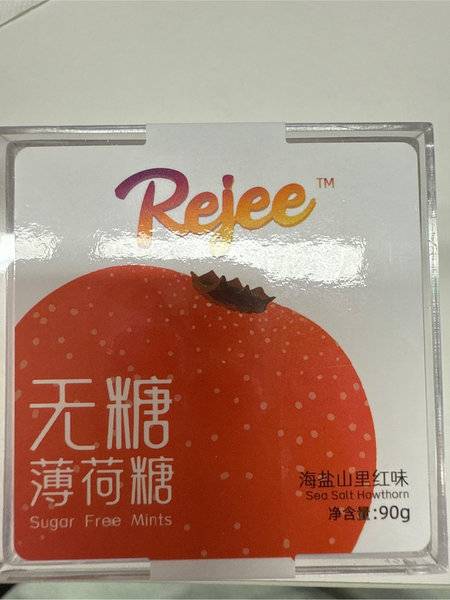 Rejee™
无糖
薄荷糖
Sugar Free Mints
海盐山里红味
Sea Salt Howthorn
净含量:90g